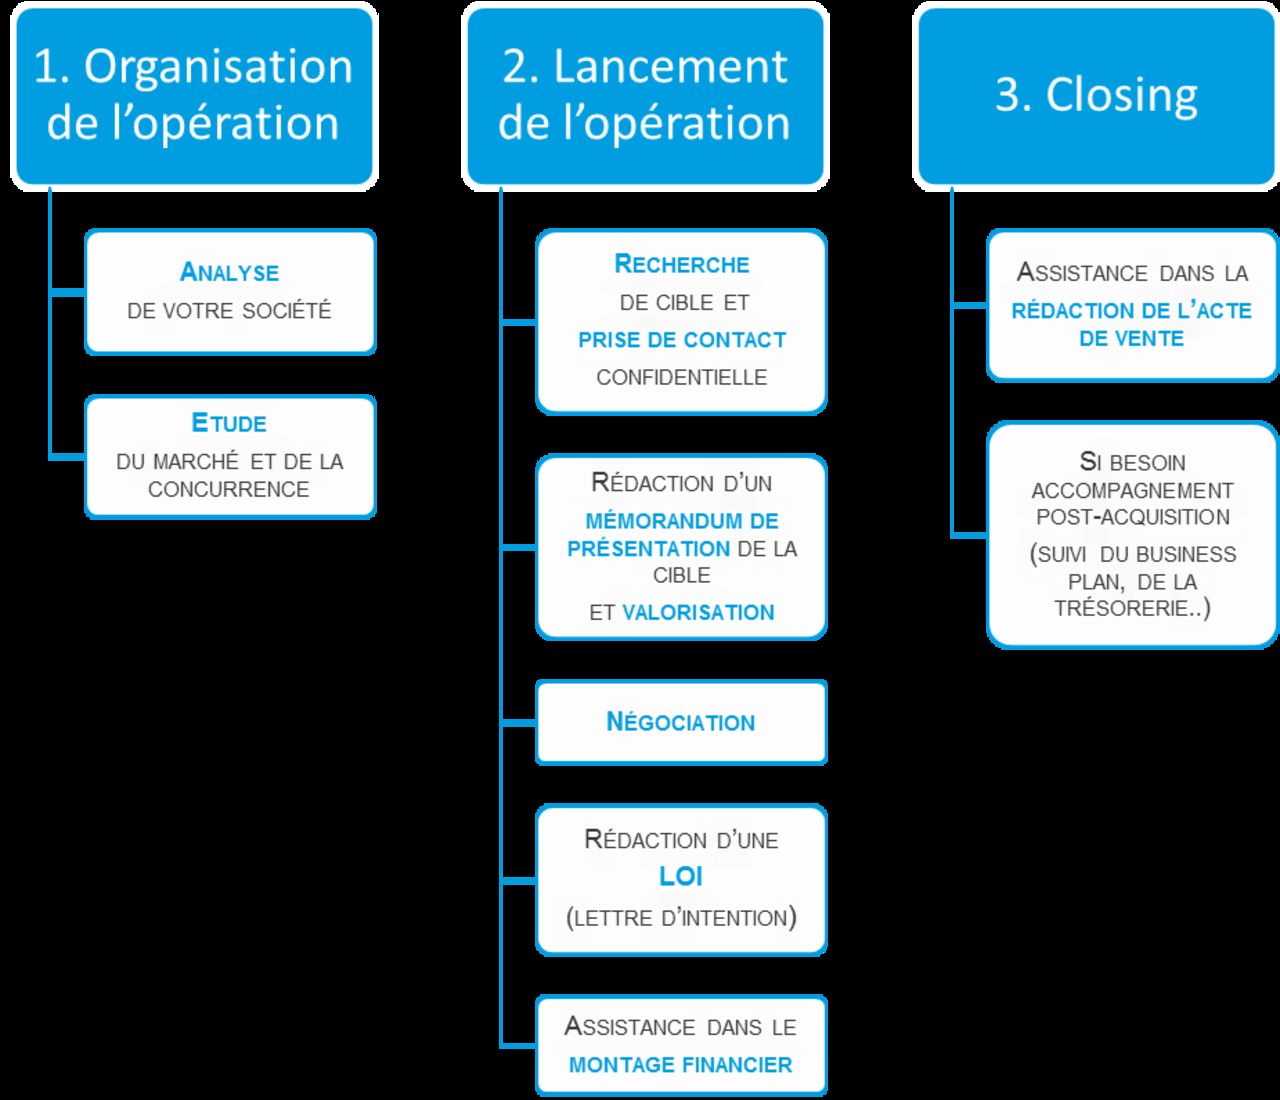 1. Organisation
de l’opération
ANALYSE
DE VOTRE SOCIÉTÉ
ETUDE
DU MARCHÉ ET DE LA
CONCURRENCE
2. Lancement
de l’opération
RECHERCHE
DE CIBLE ET
PRISE DE CONTACT
CONFIDENTIELLE
RÉDACTION D’UN
MÉMORANDUM DE
PRÉSENTATION DE LA
CIBLE
ET VALORISATION
NÉGOCIATION
RÉDACTION D’UNE
LOI
(LETTRE D’INTENTION)
ASSISTANCE DANS LE
MONTAGE FINANCIER
3. Closing
ASSISTANCE DANS LA
RÉDACTION DE L’ACTE
DE VENTE
SI BESOIN
ACCOMPAGNEMENT
POST-ACQUISITION
(SUIVI DU BUSINESS
PLAN, DE LA
TRÉSORERIE..)